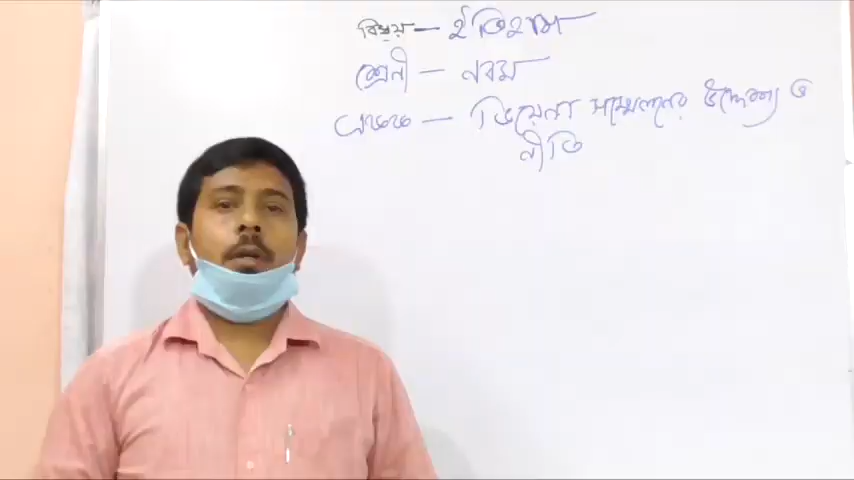 বিষয় — ইতিহাস
শ্রেনী — নবম
— ভিয়েনা সম্মেলনের উদ্দেশ্য ও
নীতি